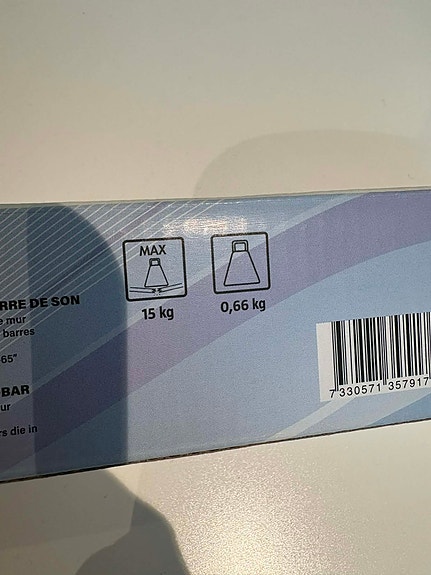 MAX
15 kg
0,66 kg
RRE DE SON
e mur
barres
65"
-BAR
ur
rs die in
7 330571 357917